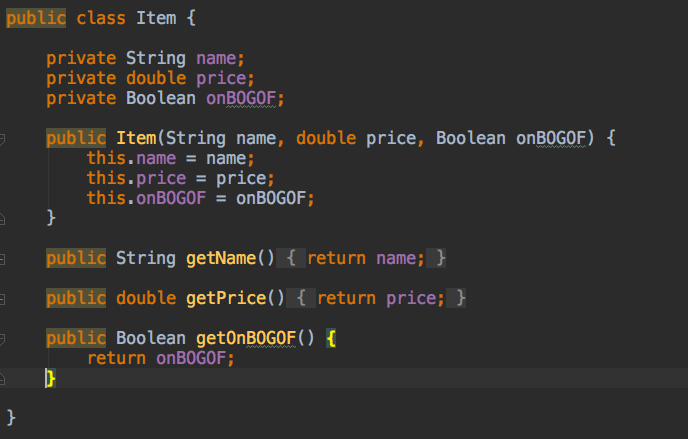 public class Item {
private String name;
private double price;
private Boolean onBOGOF;
public Item(String name, double price, Boolean onBOGOF) {
this.name = name;
this.price = price;
this.onBOGOF = onBOGOF;
}
public String getName() { return name; }
public double getPrice() { return price; }
public Boolean getOnBOGOF() {
return onBOGOF;
}
}